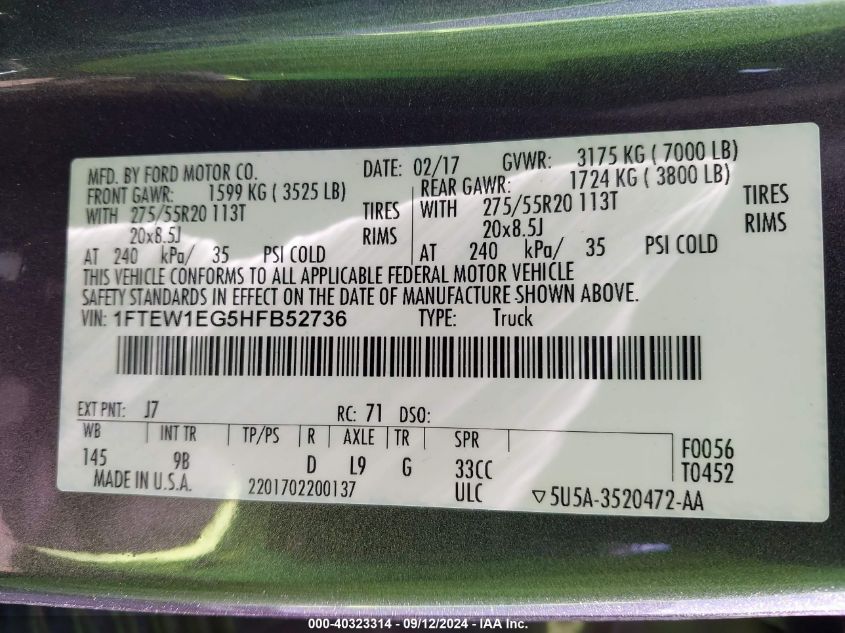 MFD. BY FORD MOTOR CO. DATE: 02/17 GVWR: 3175 KG ( 7000 LB)
FRONT GAWR: 1599 KG ( 3525 LB) REAR GAWR: 1724 KG ( 3800 LB)
WITH 275/55R20 113T TIRES WITH 275/55R20 113T TIRES
20x8.5J RIMS 20x8.5J RIMS
AT 240 kPa/ 35 PSI COLD AT 240 kPa/ 35 PSI COLD
THIS VEHICLE CONFORMS TO ALL APPLICABLE FEDERAL MOTOR VEHICLE
SAFETY STANDARDS IN EFFECT ON THE DATE OF MANUFACTURE SHOWN ABOVE.
VIN: 1FTEW1EG5HFB52736 TYPE: Truck
EXT PNT: J7 RC: 71 DSO:
WB INT TR TP/PS R AXLE TR SPR F0056
145 9B D L9 G 33CC T0452
MADE IN U.S.A. 2201702200137 ULC ▽5U5A-3520472-AA
000-40323314 - 09/12/2024 - IAA Inc.